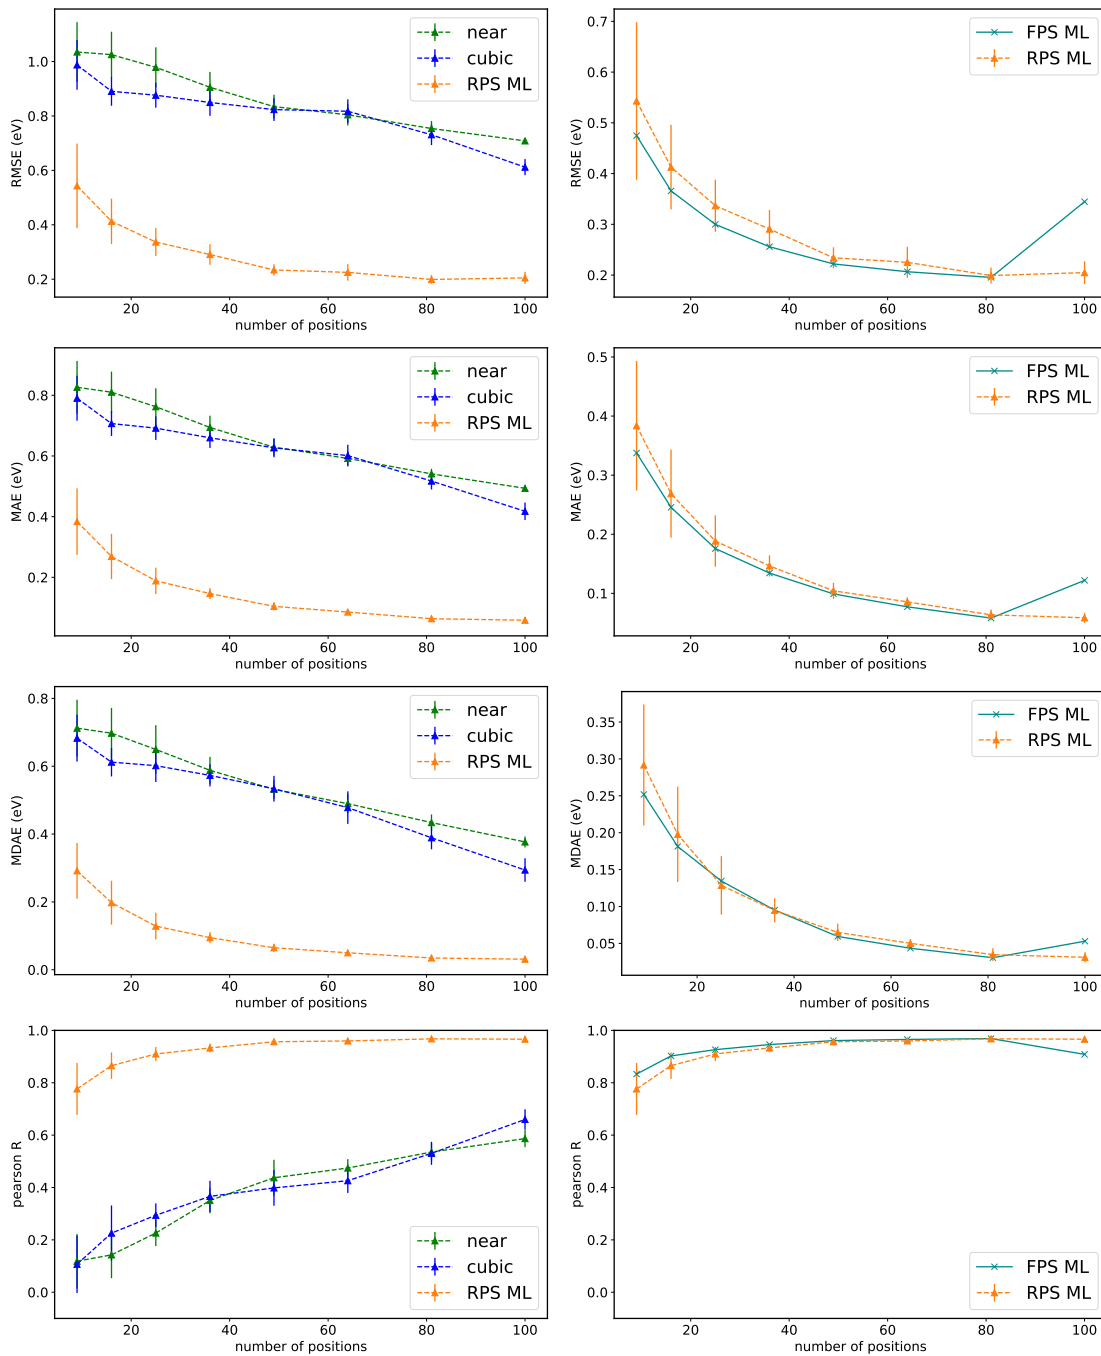 near
cubic
RPS ML
1.0
0.8
0.6
0.4
0.2
RMSE (eV)
20 40 60 80 100
number of positions
FPS ML
RPS ML
0.7
0.6
0.5
0.4
0.3
0.2
RMSE (eV)
20 40 60 80 100
number of positions
near
cubic
RPS ML
0.8
0.6
0.4
0.2
MAE (eV)
20 40 60 80 100
number of positions
FPS ML
RPS ML
0.5
0.4
0.3
0.2
0.1
MAE (eV)
20 40 60 80 100
number of positions
near
cubic
RPS ML
0.8
0.6
0.4
0.2
0.0
MDAE (eV)
20 40 60 80 100
number of positions
FPS ML
RPS ML
0.35
0.30
0.25
0.20
0.15
0.10
0.05
MDAE (eV)
20 40 60 80 100
number of positions
1.0
0.8
0.6
0.4
0.2
0.0
pearson R
near
cubic
RPS ML
20 40 60 80 100
number of positions
1.0
0.8
0.6
0.4
0.2
0.0
pearson R
FPS ML
RPS ML
20 40 60 80 100
number of positions